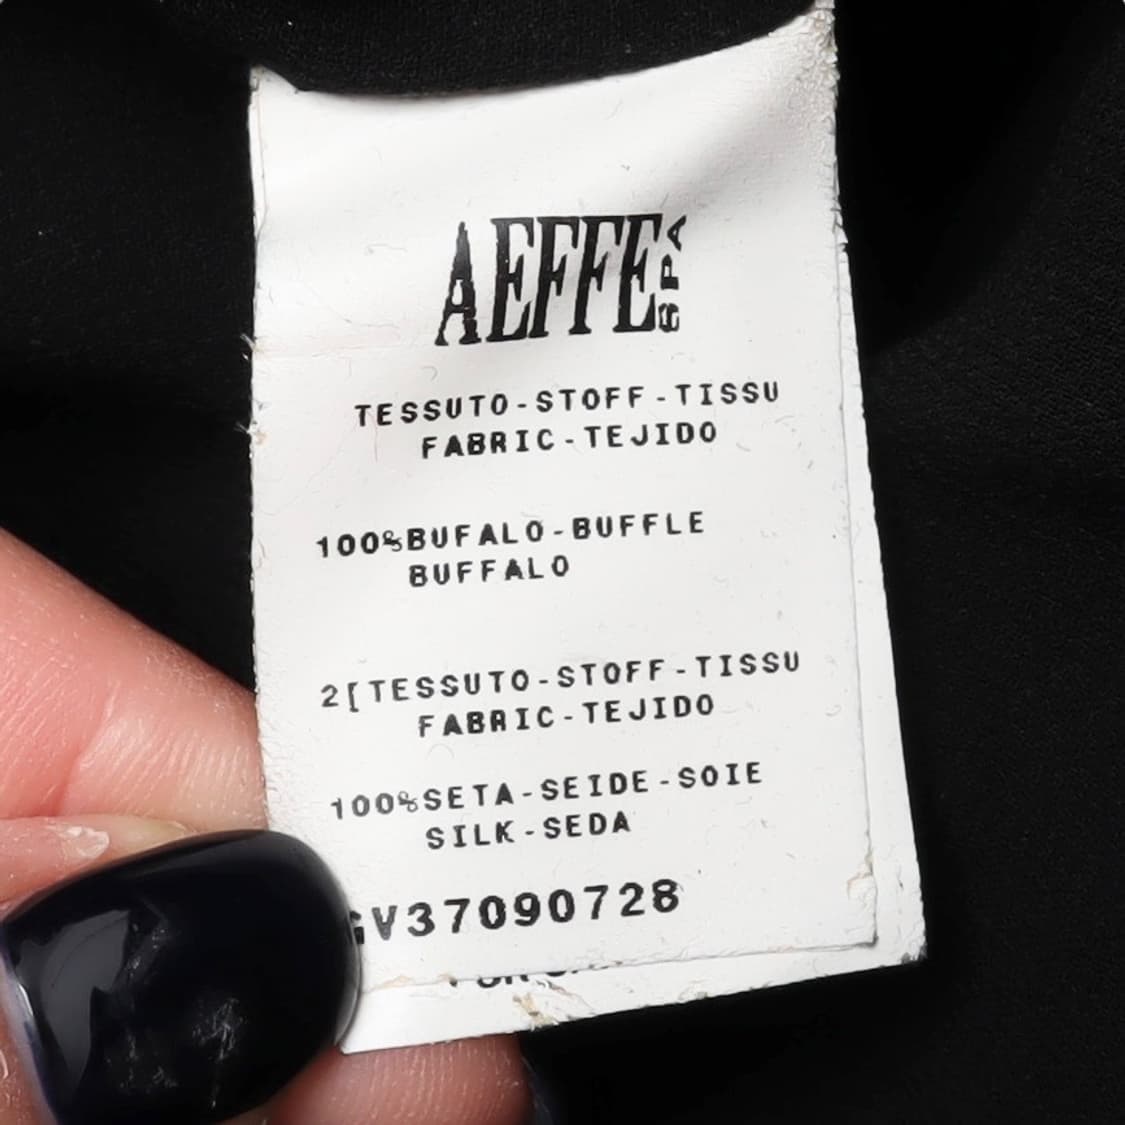 AEFFE SPA
TESSUTO-STOFF-TISSU
FABRIC-TEJIDO
100%BUFALO-BUFFLE
BUFFALO
2[TESSUTO-STOFF-TISSU
FABRIC-TEJIDO
100%SETA-SEIDE-SOIE
SILK-SEDA
V37090728